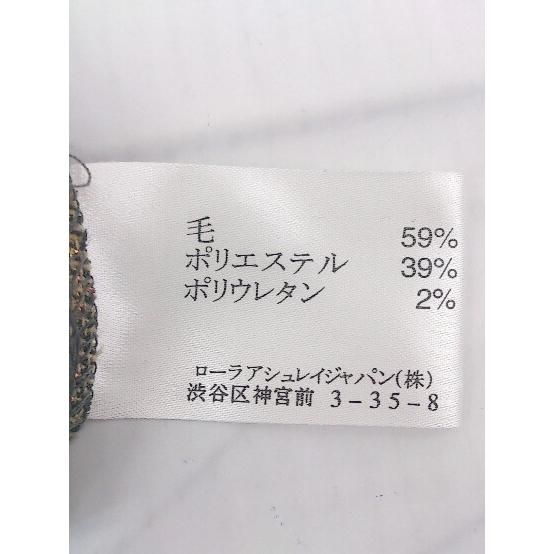 毛 59%
ポリエステル 39%
ポリウレタン 2%
ローラアシュレイジャパン(株)
渋谷区神宮前 3-35-8